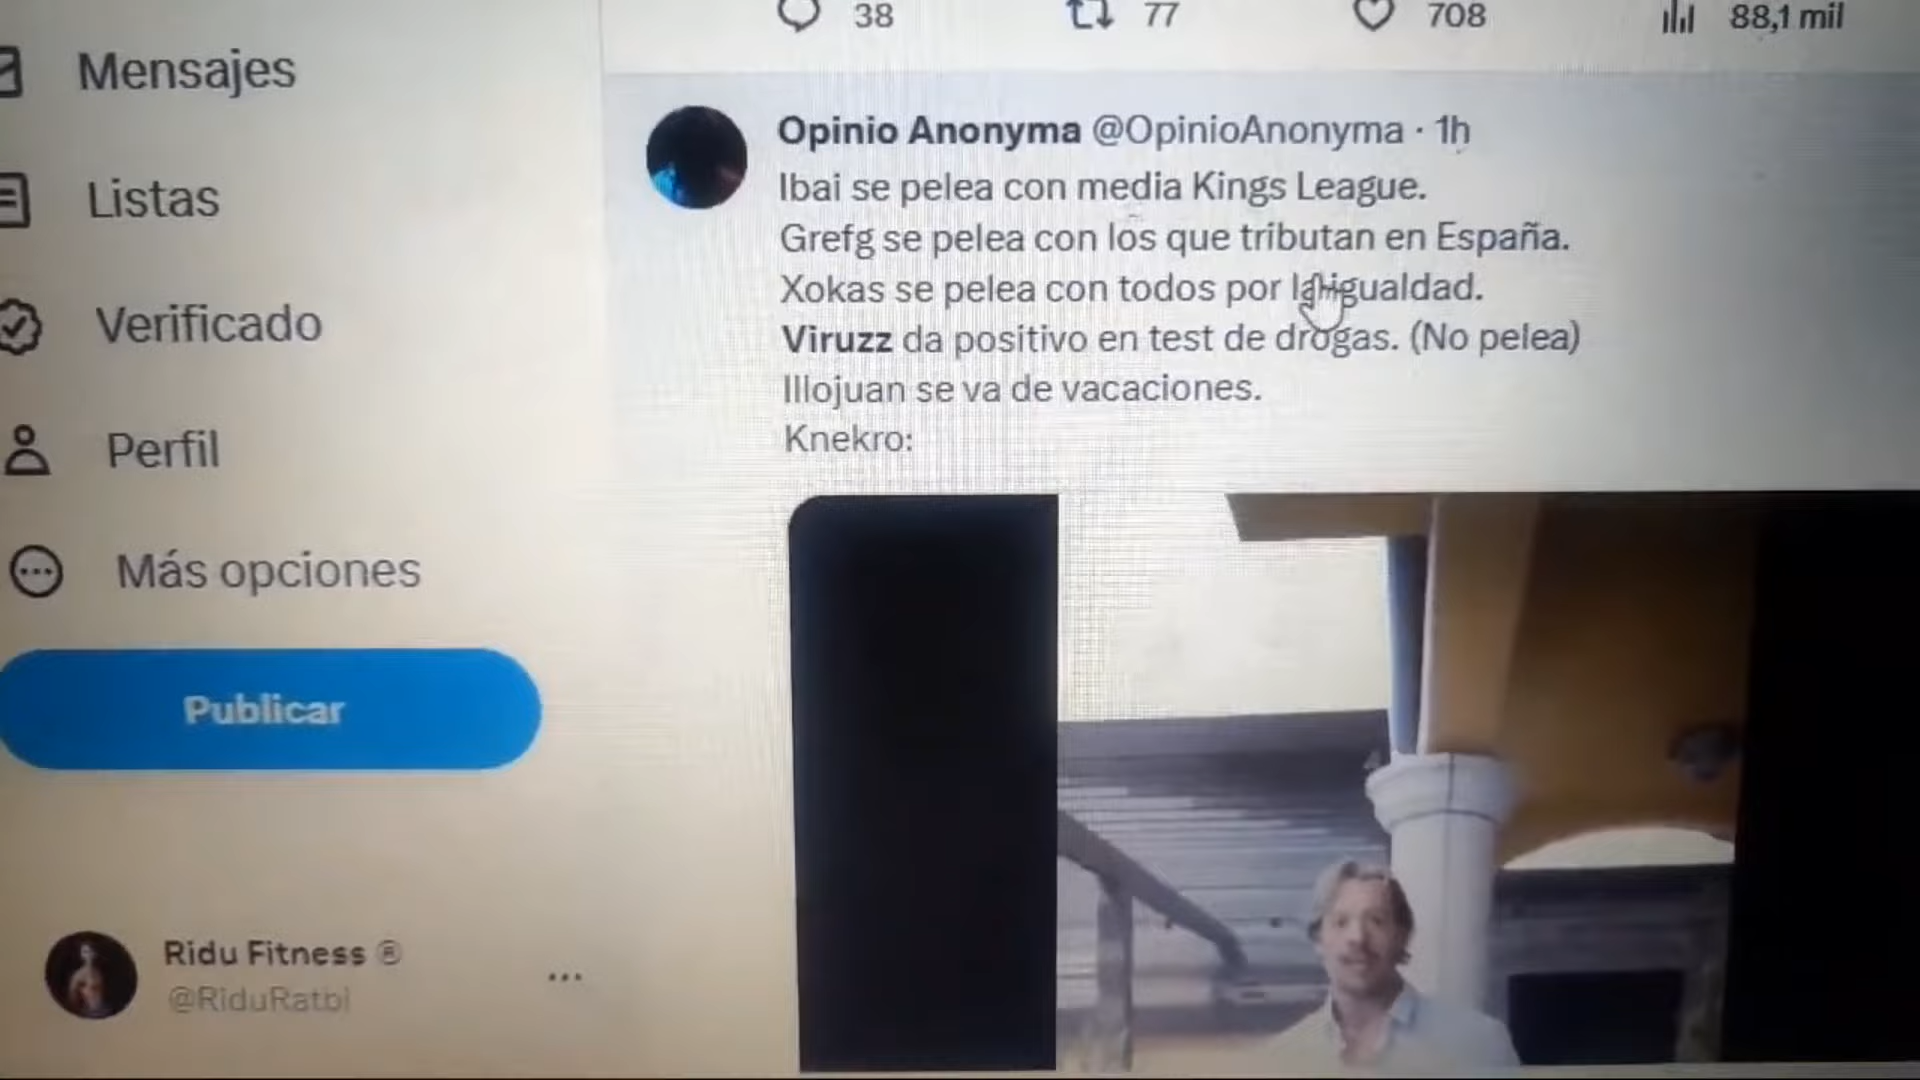 38 77 708 88,1 mil
Mensajes
Listas
Verificado
Perfil
Más opciones
Publicar
Ridu Fitness ®
@RiduRatbi
Opinio Anonyma @OpinioAnonyma · 1h
Ibai se pelea con media Kings League.
Grefg se pelea con los que tributan en España.
Xokas se pelea con todos por la igualdad.
Viruzz da positivo en test de drogas. (No pelea)
Illojuan se va de vacaciones.
Knekro: